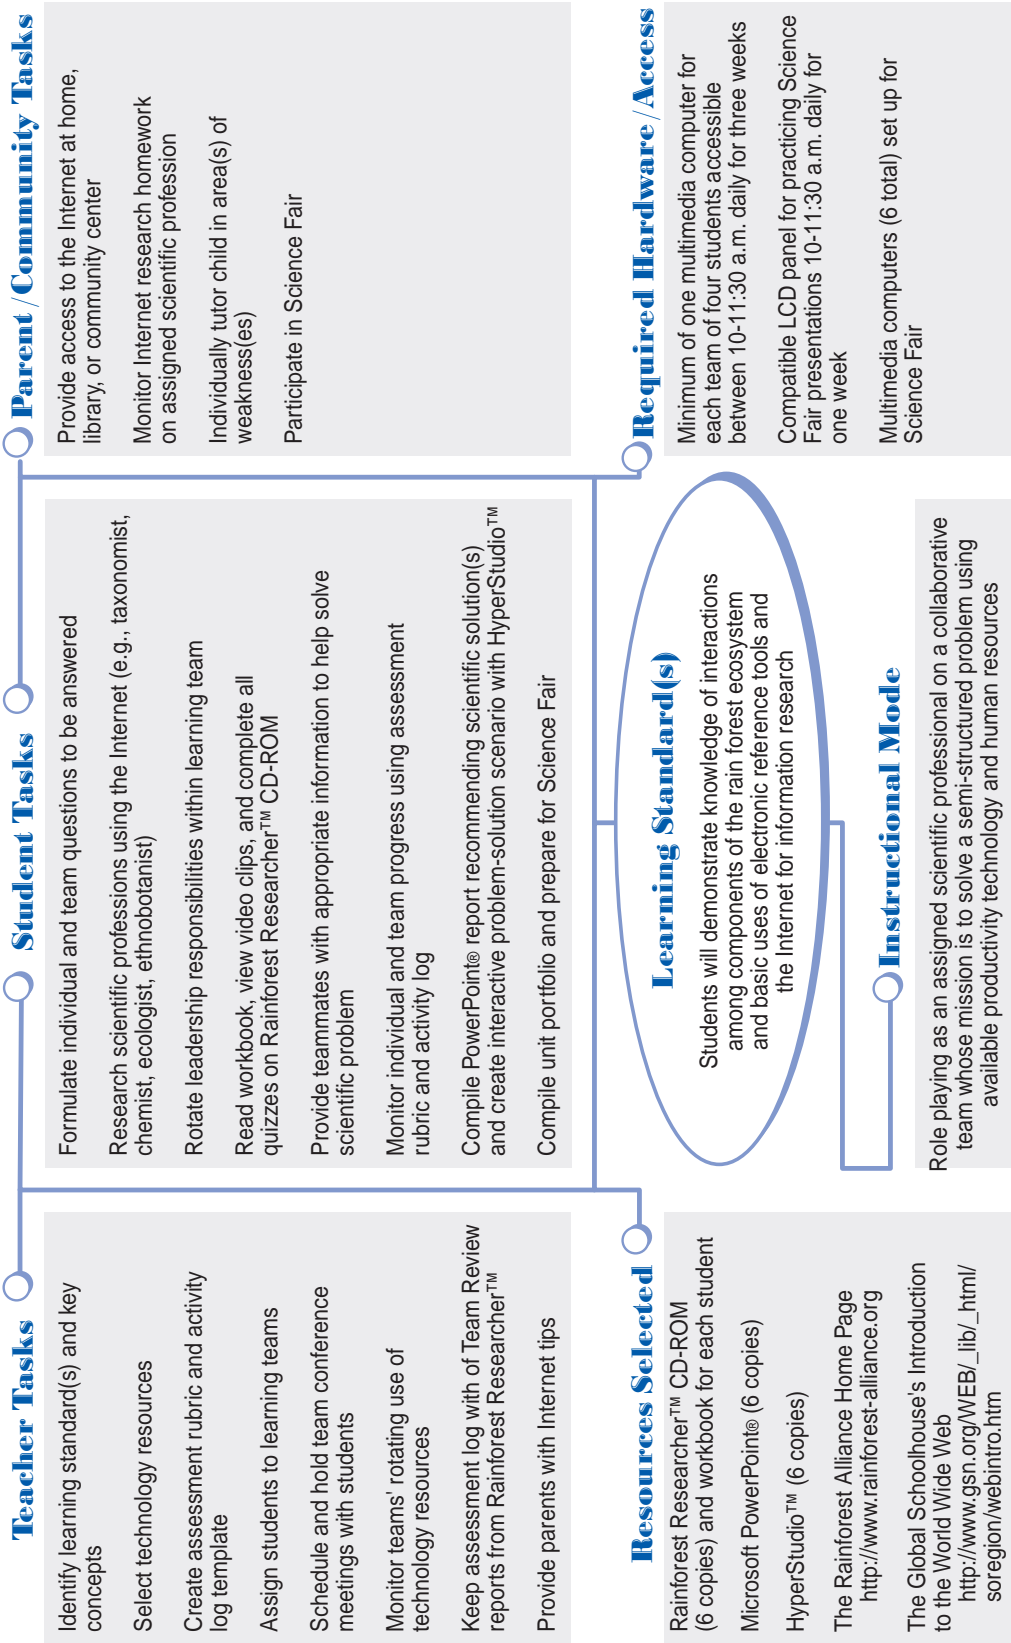 Teacher Tasks
Identify learning standard(s) and key
concepts
Select technology resources
Create assessment rubric and activity
log template
Assign students to learning teams
Schedule and hold team conference
meetings with students
Monitor teams' rotating use of
technology resources
Keep assessment log with of Team Review
reports from Rainforest Researcher™
Provide parents with Internet tips
Student Tasks
Formulate individual and team questions to be answered
Research scientific professions using the Internet (e.g., taxonomist,
chemist, ecologist, ethnobotanist)
Rotate leadership responsibilities within learning team
Read workbook, view video clips, and complete all
quizzes on Rainforest Researcher™ CD-ROM
Provide teammates with appropriate information to help solve
scientific problem
Monitor individual and team progress using assessment
rubric and activity log
Compile PowerPoint® report recommending scientific solution(s)
and create interactive problem-solution scenario with HyperStudio™
Compile unit portfolio and prepare for Science Fair
Parent/Community Tasks
Provide access to the Internet at home,
library, or community center
Monitor Internet research homework
on assigned scientific profession
Individually tutor child in area(s) of
weakness(es)
Participate in Science Fair
Resources Selected
Rainforest Researcher™ CD-ROM
(6 copies) and workbook for each student
Microsoft PowerPoint® (6 copies)
HyperStudio™ (6 copies)
The Rainforest Alliance Home Page
http://www.rainforest-alliance.org
The Global Schoolhouse's Introduction
to the World Wide Web
http://www.gsn.org/WEB/_lib/_html/
soregion/webintro.htm
Learning Standard(s)
Students will demonstrate knowledge of interactions
among components of the rain forest ecosystem
and basic uses of electronic reference tools and
the Internet for information research
Instructional Mode
Role playing as an assigned scientific professional on a collaborative
team whose mission is to solve a semi-structured problem using
available productivity technology and human resources
Required Hardware/Access
Minimum of one multimedia computer for
each team of four students accessible
between 10-11:30 a.m. daily for three weeks
Compatible LCD panel for practicing Science
Fair presentations 10-11:30 a.m. daily for
one week
Multimedia computers (6 total) set up for
Science Fair